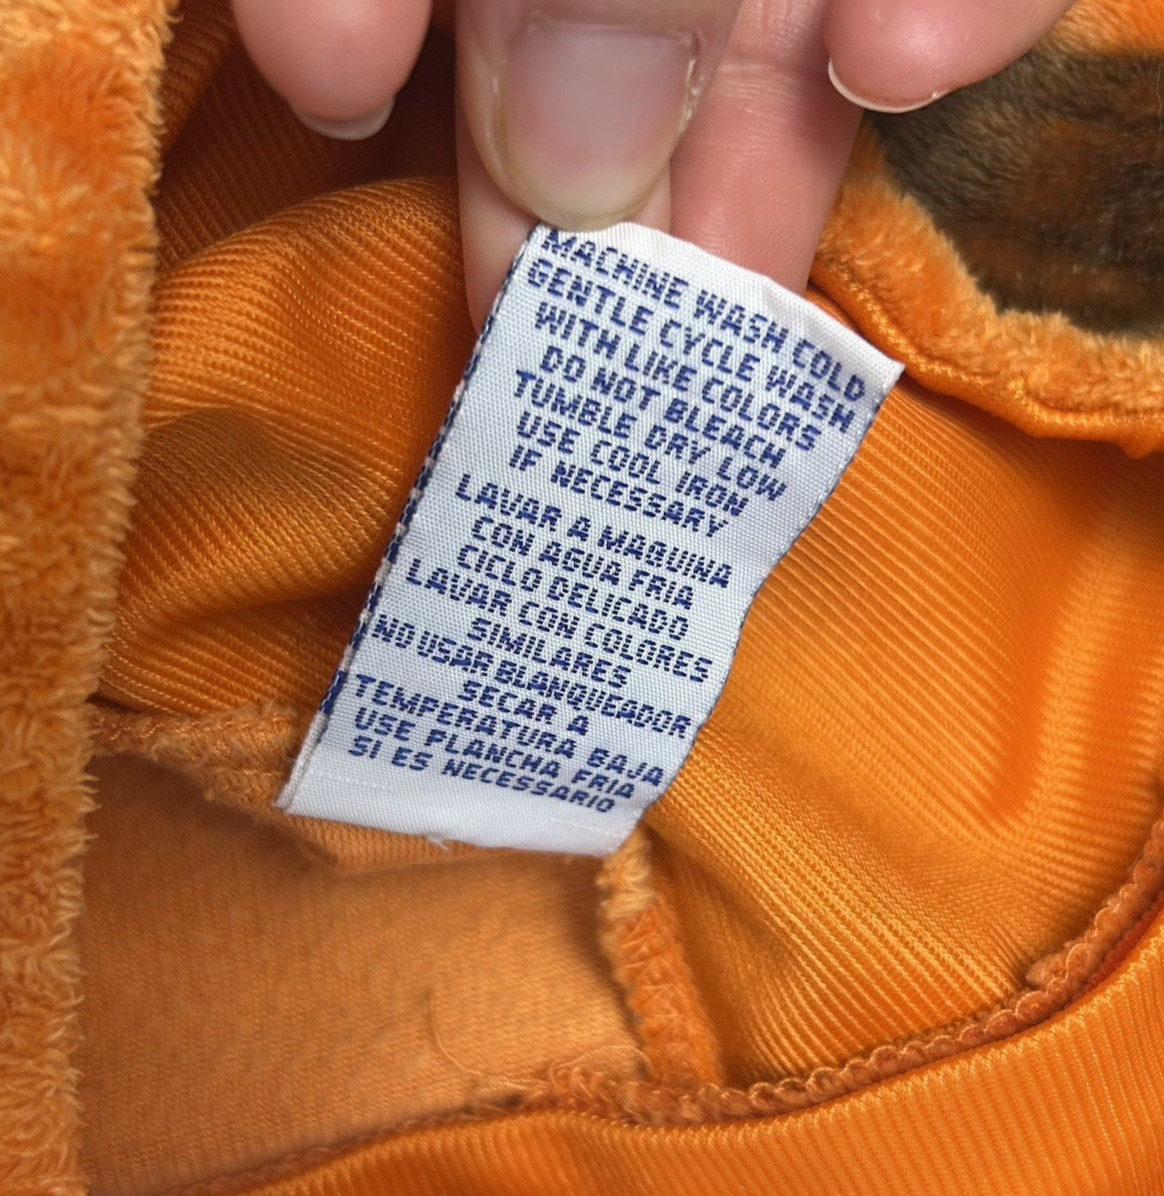 MACHINE WASH COLD
GENTLE CYCLE WASH
WITH LIKE COLORS
DO NOT BLEACH
TUMBLE DRY LOW
USE COOL IRON
IF NECESSARY
LAVAR A MAQUINA
CON AGUA FRIA
CICLO DELICADO
LAVAR CON COLORES
SIMILARES
NO USAR BLANQUEADOR
SECAR A
TEMPERATURA BAJA
USE PLANCHA FRIA
SI ES NECESSARIO